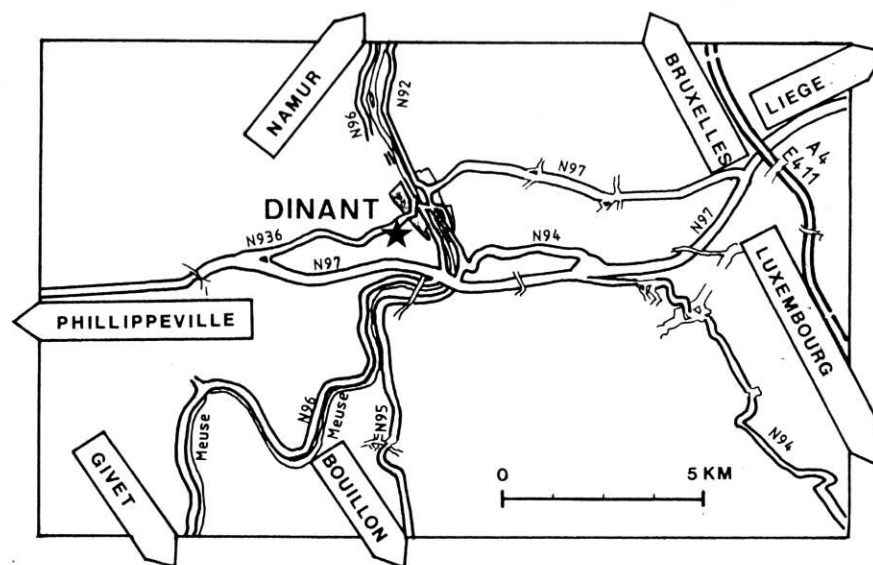 NAMUR
N96
N92
BRUXELLES
LIEGE
A4
E411
N97
DINANT
N936
N97
N94
N97
PHILLIPPEVILLE
LUXEMBOURG
Meuse
N96
Meuse
N95
N94
GIVET
BOUILLON
0 5 KM